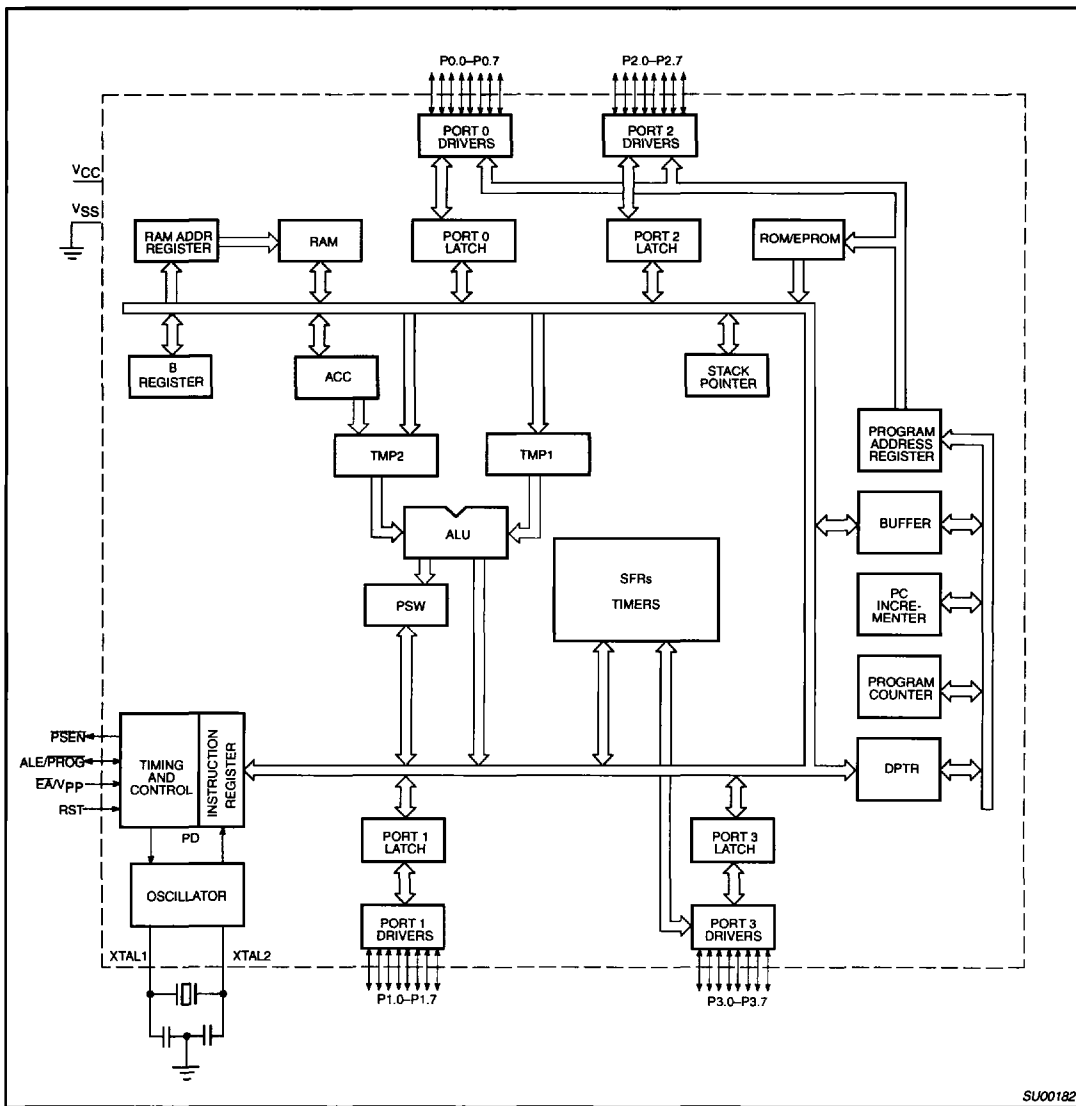 P0.0–P0.7
P2.0–P2.7
PORT 0
DRIVERS
PORT 2
DRIVERS
VCC
VSS
RAM ADDR
REGISTER
RAM
PORT 0
LATCH
PORT 2
LATCH
ROM/EPROM
B
REGISTER
ACC
STACK
POINTER
TMP2
TMP1
PROGRAM
ADDRESS
REGISTER
ALU
BUFFER
SFRs
TIMERS
PSW
PC
INCRE-
MENTER
PROGRAM
COUNTER
PSEN
ALE/PROG
EA/VPP
RST
TIMING
AND
CONTROL
INSTRUCTION
REGISTER
DPTR
PD
PORT 1
LATCH
PORT 3
LATCH
OSCILLATOR
PORT 1
DRIVERS
PORT 3
DRIVERS
XTAL1
XTAL2
P1.0–P1.7
P3.0–P3.7
SU00182